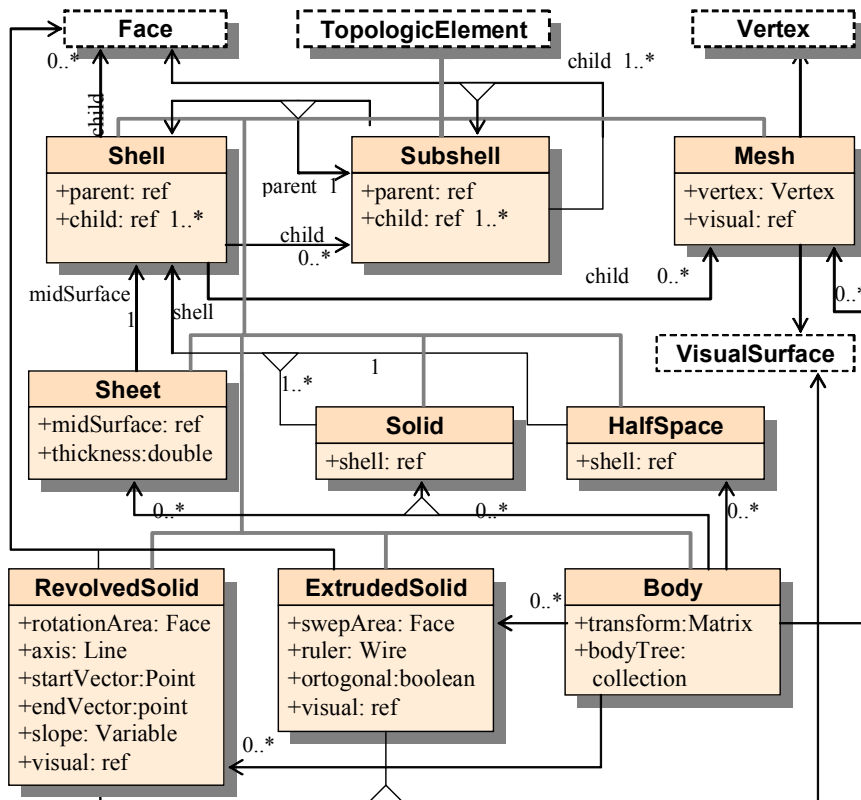 Face
TopologicElement
Vertex
0..*
child 1..*
child
Shell
+parent: ref
+child: ref 1..*
parent 1
Subshell
+parent: ref
+child: ref 1..*
Mesh
+vertex: Vertex
+visual: ref
child
0..*
child 0..*
midSurface
1
shell
0..*
VisualSurface
1..*
1
Sheet
+midSurface: ref
+thickness:double
Solid
+shell: ref
HalfSpace
+shell: ref
0..*
0..*
0..*
RevolvedSolid
+rotationArea: Face
+axis: Line
+startVector:Point
+endVector:point
+slope: Variable
+visual: ref
ExtrudedSolid
+swepArea: Face
+ruler: Wire
+ortogonal:boolean
+visual: ref
0..*
Body
+transform:Matrix
+bodyTree:
collection
0..*